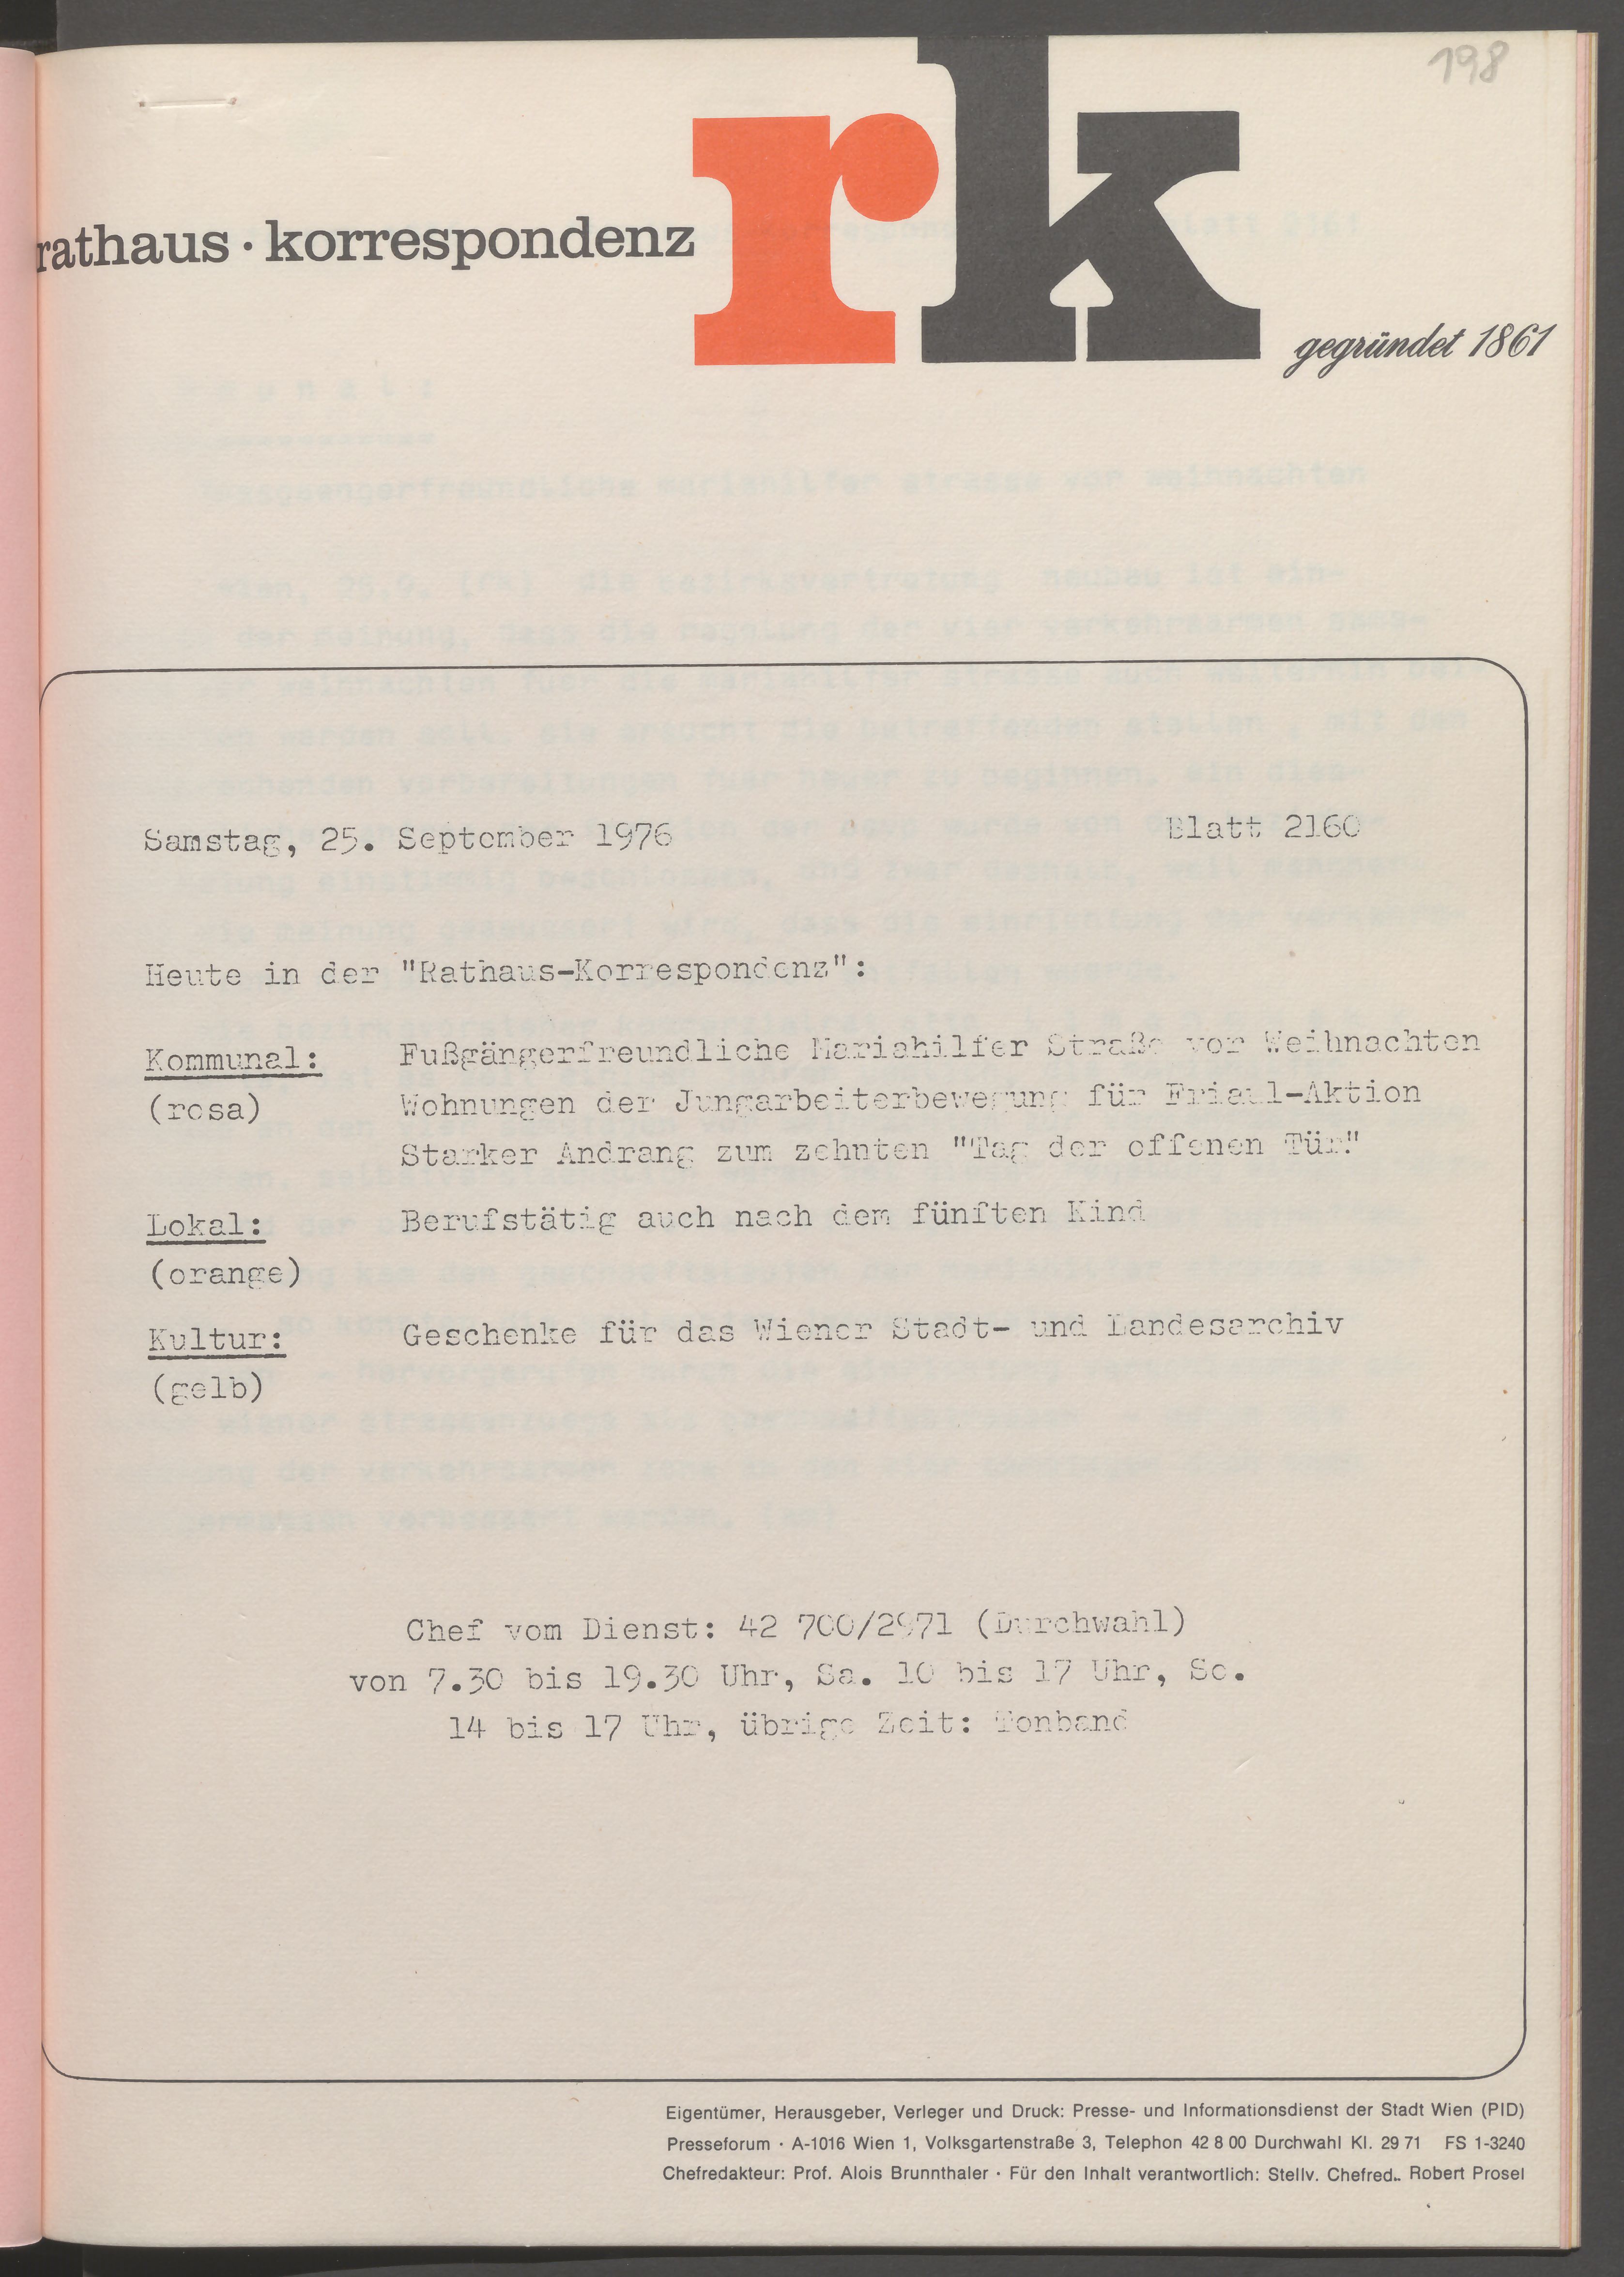 198
rk
rathaus · korrespondenz
gegründet 1861
Samstag, 25. September 1976 Blatt 2160
Heute in der "Rathaus-Korrespondenz":
Kommunal: Fußgängerfreundliche Mariahilfer Straße vor Weihnachten
(rosa) Wohnungen der Jungarbeiterbewegung für Friaul-Aktion
Starker Andrang zum zehnten "Tag der offenen Tür"
Lokal: Berufstätig auch nach dem fünften Kind
(orange)
Kultur: Geschenke für das Wiener Stadt- und Landesarchiv
(gelb)
Chef vom Dienst: 42 700/2971 (Durchwahl)
von 7.30 bis 19.30 Uhr, Sa. 10 bis 17 Uhr, So.
14 bis 17 Uhr, übrige Zeit: Tonband
Eigentümer, Herausgeber, Verleger und Druck: Presse- und Informationsdienst der Stadt Wien (PID)
Presseforum · A-1016 Wien 1, Volksgartenstraße 3, Telephon 42 8 00 Durchwahl Kl. 29 71 FS 1-3240
Chefredakteur: Prof. Alois Brunnthaler · Für den Inhalt verantwortlich: Stellv. Chefred.. Robert Prosel